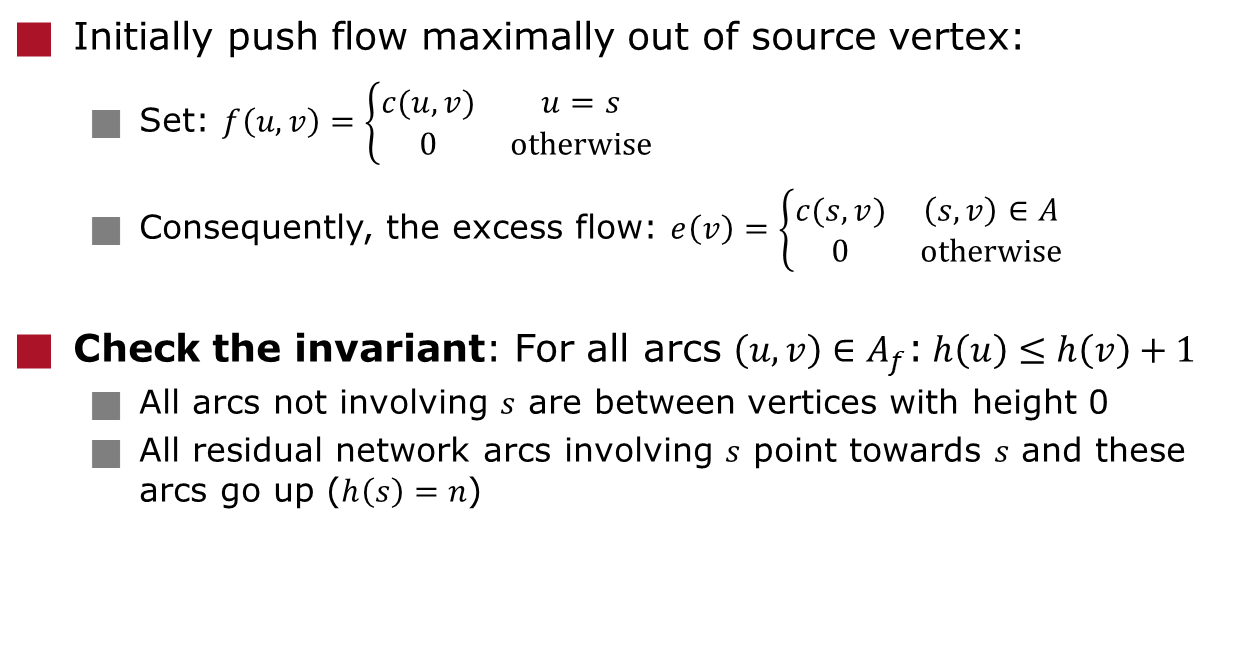 Initially push flow maximally out of source vertex:
Set: f(u, v) = {c(u, v) u = s
0 otherwise
Consequently, the excess flow: e(v) = {c(s, v) (s, v) ∈ A
0 otherwise
Check the invariant: For all arcs (u, v) ∈ A_f: h(u) ≤ h(v) + 1
All arcs not involving s are between vertices with height 0
All residual network arcs involving s point towards s and these
arcs go up (h(s) = n)